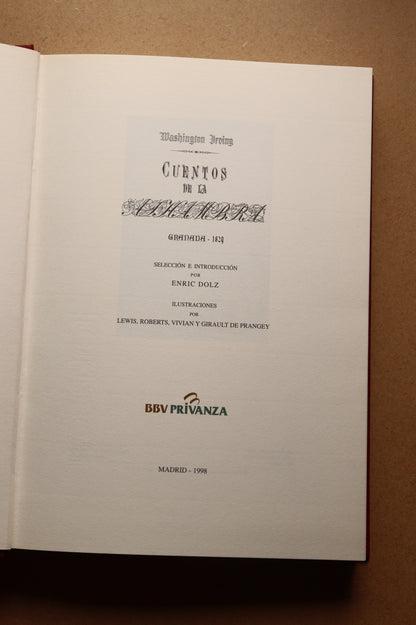 Washington Irving
CUENTOS
DE LA
ALHAMBRA
GRANADA - 1829
SELECCIÓN E INTRODUCCIÓN
POR
ENRIC DOLZ
ILUSTRACIONES
POR
LEWIS, ROBERTS, VIVIAN Y GIRAULT DE PRANGEY
BBV PRIVANZA
MADRID - 1998